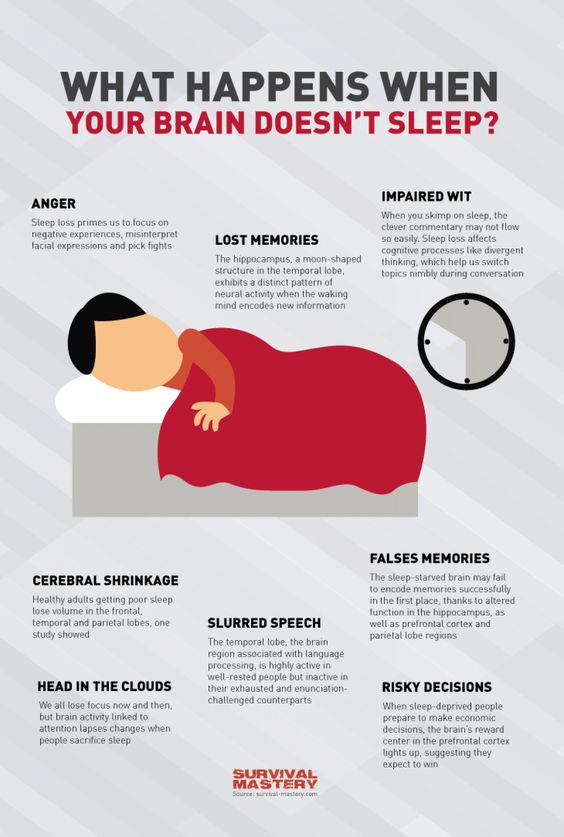 WHAT HAPPENS WHEN
YOUR BRAIN DOESN'T SLEEP?
ANGER
Sleep loss primes us to focus on
negative experiences, misinterpret
facial expressions and pick fights
LOST MEMORIES
The hippocampus, a moon-shaped
structure in the temporal lobe,
exhibits a distinct pattern of
neural activity when the waking
mind encodes new information
IMPAIRED WIT
When you skimp on sleep, the
clever commentary may not flow
so easily. Sleep loss affects
cognitive processes like divergent
thinking, which help us switch
topics nimbly during conversation
CEREBRAL SHRINKAGE
Healthy adults getting poor sleep
lose volume in the frontal,
temporal and parietal lobes, one
study showed
SLURRED SPEECH
The temporal lobe, the brain
region associated with language
processing, is highly active in
well-rested people but inactive in
their exhausted and enunciation-
challenged counterparts
FALSES MEMORIES
The sleep-starved brain may fail
to encode memories successfully
in the first place, thanks to altered
function in the hippocampus, as
well as prefrontal cortex and
parietal lobe regions
HEAD IN THE CLOUDS
We all lose focus now and then,
but brain activity linked to
attention lapses changes when
people sacrifice sleep
RISKY DECISIONS
When sleep-deprived people
prepare to make economic
decisions, the brain's reward
center in the prefrontal cortex
lights up, suggesting they
expect to win
SURVIVAL
MASTERY
Source: survival-mastery.com